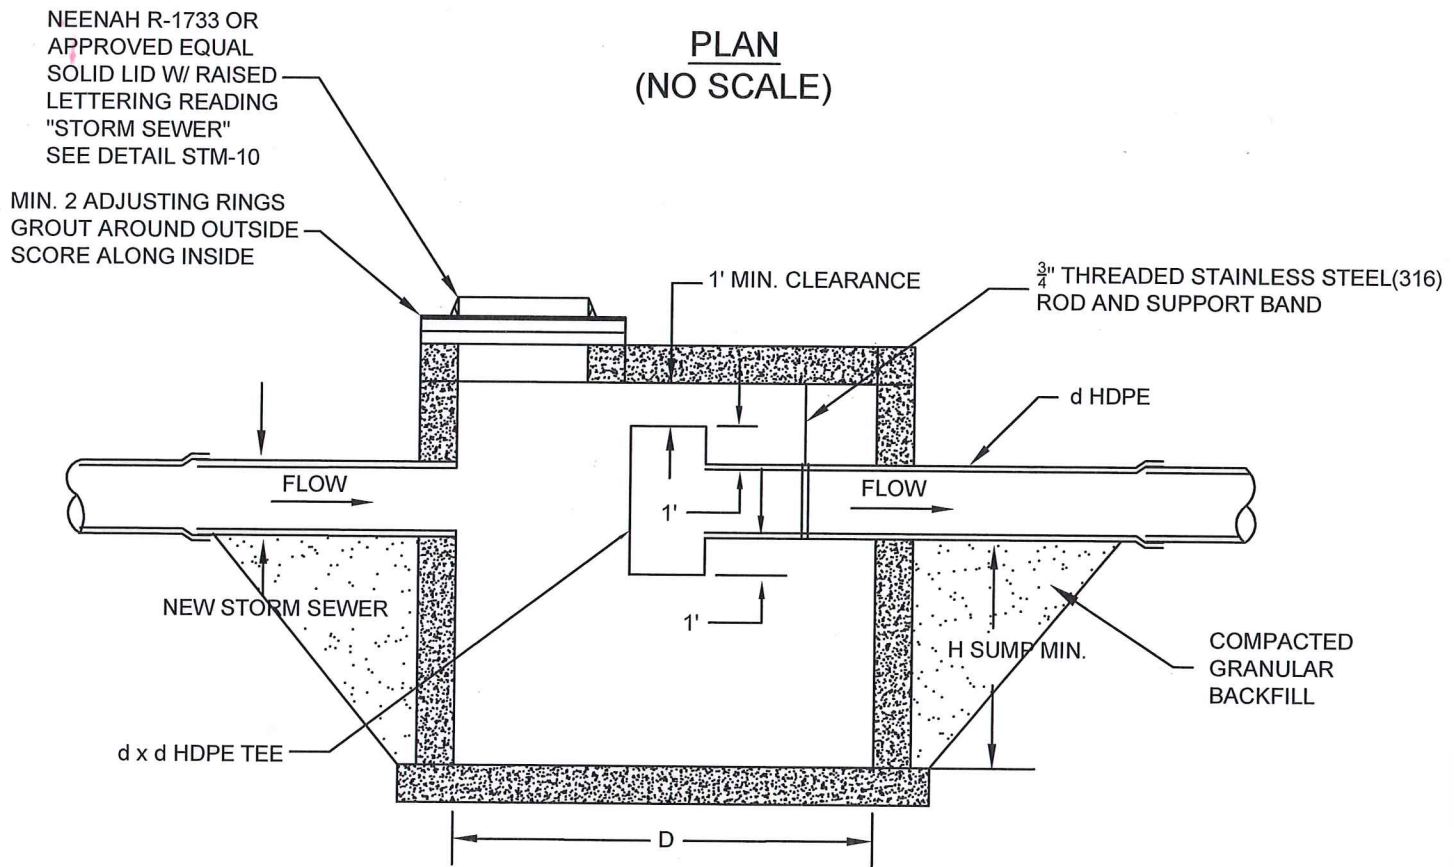 NEENAH R-1733 OR
APPROVED EQUAL
SOLID LID W/ RAISED
LETTERING READING
"STORM SEWER"
SEE DETAIL STM-10
PLAN
(NO SCALE)
MIN. 2 ADJUSTING RINGS
GROUT AROUND OUTSIDE
SCORE ALONG INSIDE
1' MIN. CLEARANCE
3/4" THREADED STAINLESS STEEL(316)
ROD AND SUPPORT BAND
d HDPE
FLOW
FLOW
1'
NEW STORM SEWER
1'
H SUMP MIN.
COMPACTED
GRANULAR
BACKFILL
d x d HDPE TEE
D